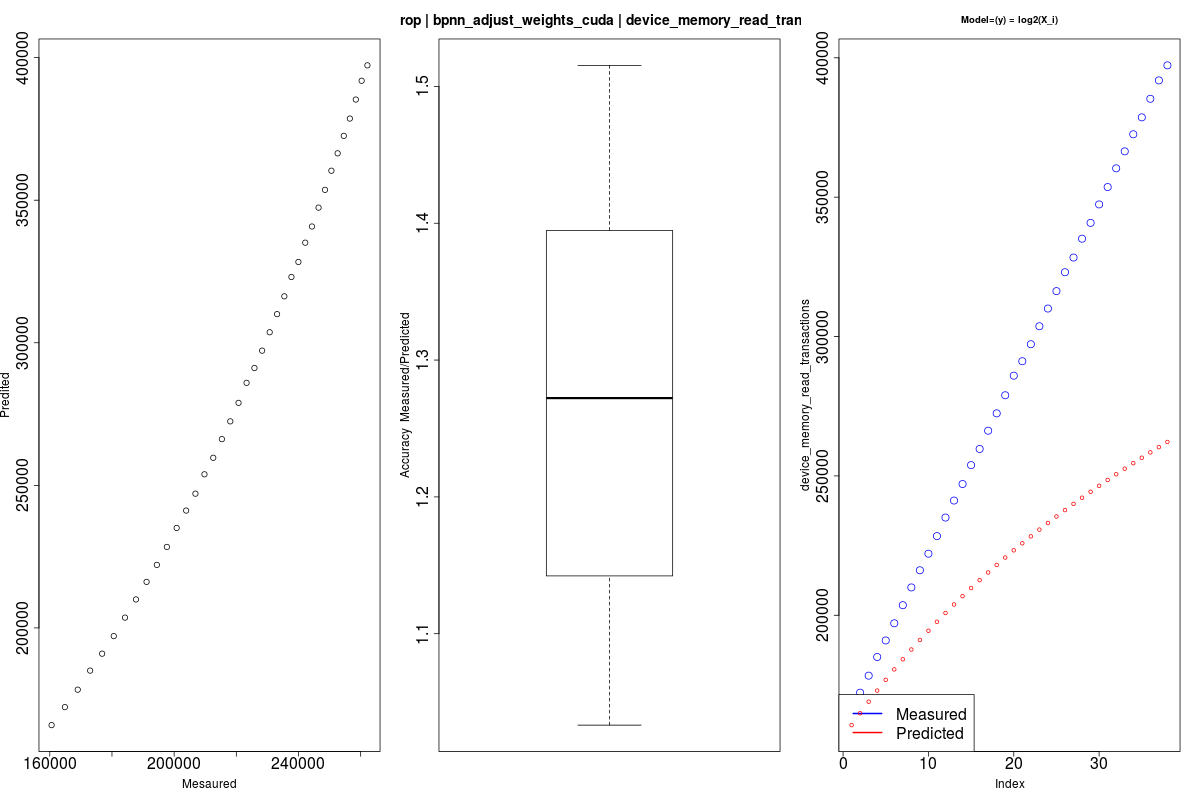 rop | bpnn_adjust_weights_cuda | device_memory_read_tran
Model=(y) = log2(X_i)
Predited
400000
350000
300000
250000
200000
160000
200000
240000
Mesaured
Accuracy Measured/Predicted
1.5
1.4
1.3
1.2
1.1
device_memory_read_transactions
400000
350000
300000
250000
200000
Measured
Predicted
0
10
20
30
Index